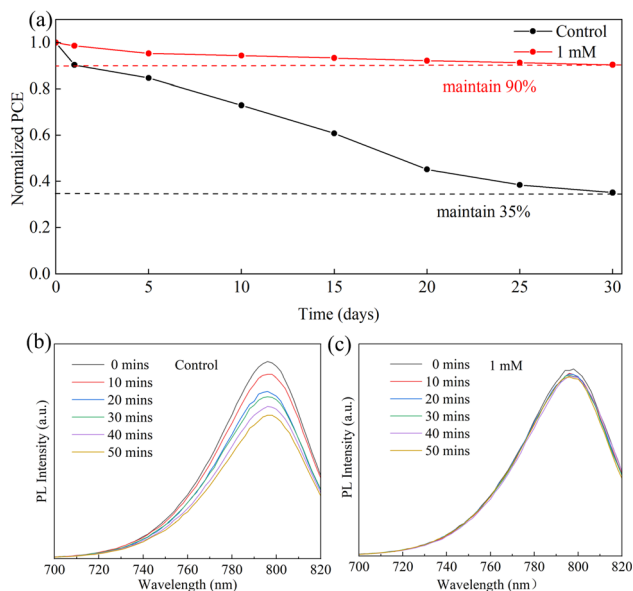 (a)
Control
1 mM
1.0
0.8
0.6
0.4
0.2
0.0
Normalized PCE
maintain 90%
maintain 35%
0 5 10 15 20 25 30
Time (days)
(b)
0 mins
10 mins
20 mins
30 mins
40 mins
50 mins
Control
PL Intensity (a.u.)
700 720 740 760 780 800 820
Wavelength (nm)
(c)
0 mins
10 mins
20 mins
30 mins
40 mins
50 mins
1 mM
PL Intensity (a.u.)
700 720 740 760 780 800 820
Wavelength (nm）